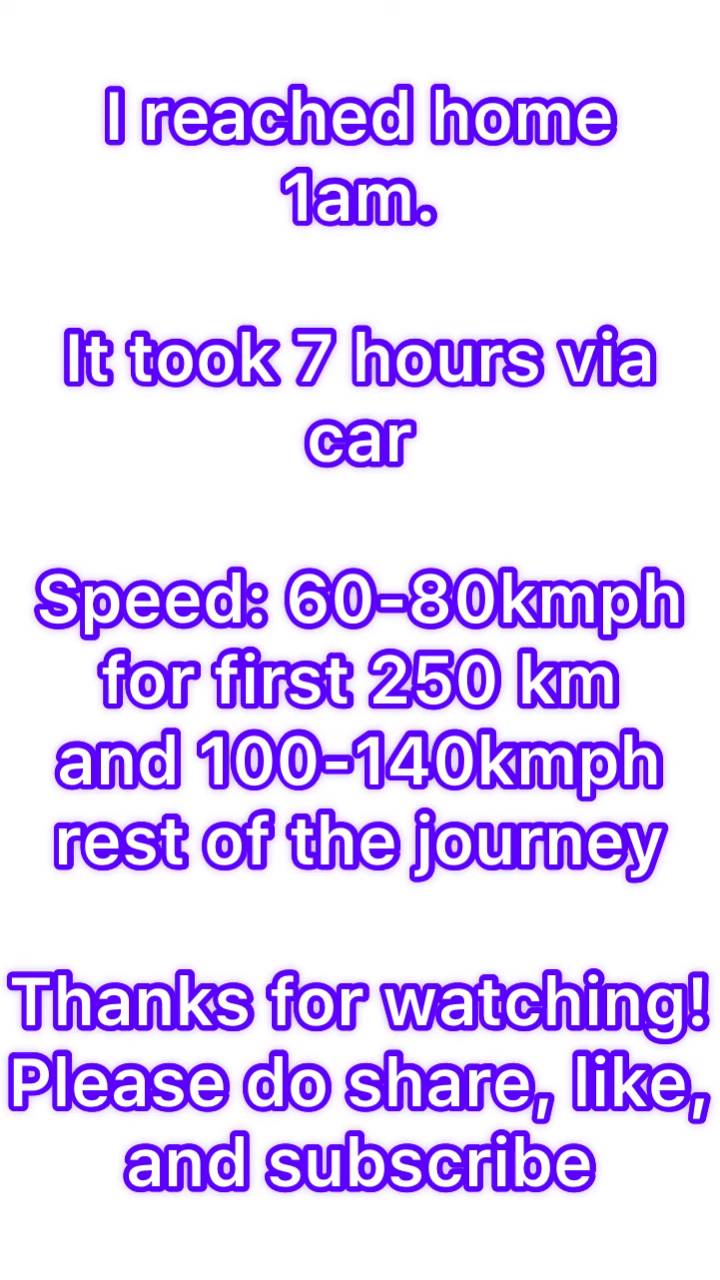 I reached home
1am.
It took 7 hours via
car
Speed: 60-80kmph
for first 250 km
and 100-140kmph
rest of the journey
Thanks for watching!
Please do share, like,
and subscribe